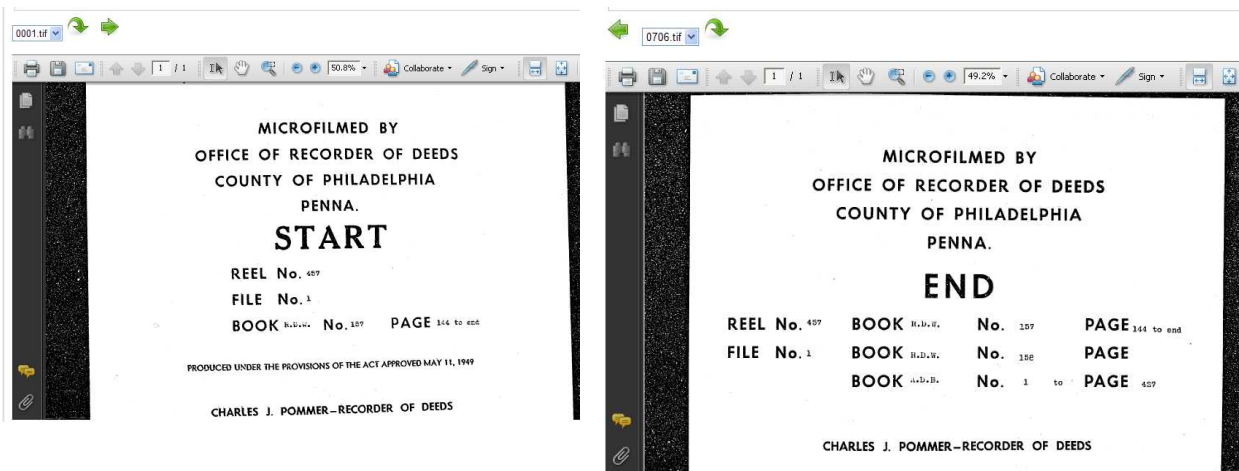 0001.tif
1 / 1 50.8% Collaborate Sign
MICROFILMED BY
OFFICE OF RECORDER OF DEEDS
COUNTY OF PHILADELPHIA
PENNA.
START
REEL No. 457
FILE No. 1
BOOK R.D.W. No. 157 PAGE 144 to end
PRODUCED UNDER THE PROVISIONS OF THE ACT APPROVED MAY 11, 1949
CHARLES J. POMMER–RECORDER OF DEEDS
0706.tif
1 / 1 49.2% Collaborate Sign
MICROFILMED BY
OFFICE OF RECORDER OF DEEDS
COUNTY OF PHILADELPHIA
PENNA.
END
REEL No. 457 BOOK R.D.W. No. 157 PAGE 144 to end
FILE No. 1 BOOK R.D.W. No. 158 PAGE
BOOK No. 1 to PAGE 427
CHARLES J. POMMER–RECORDER OF DEEDS